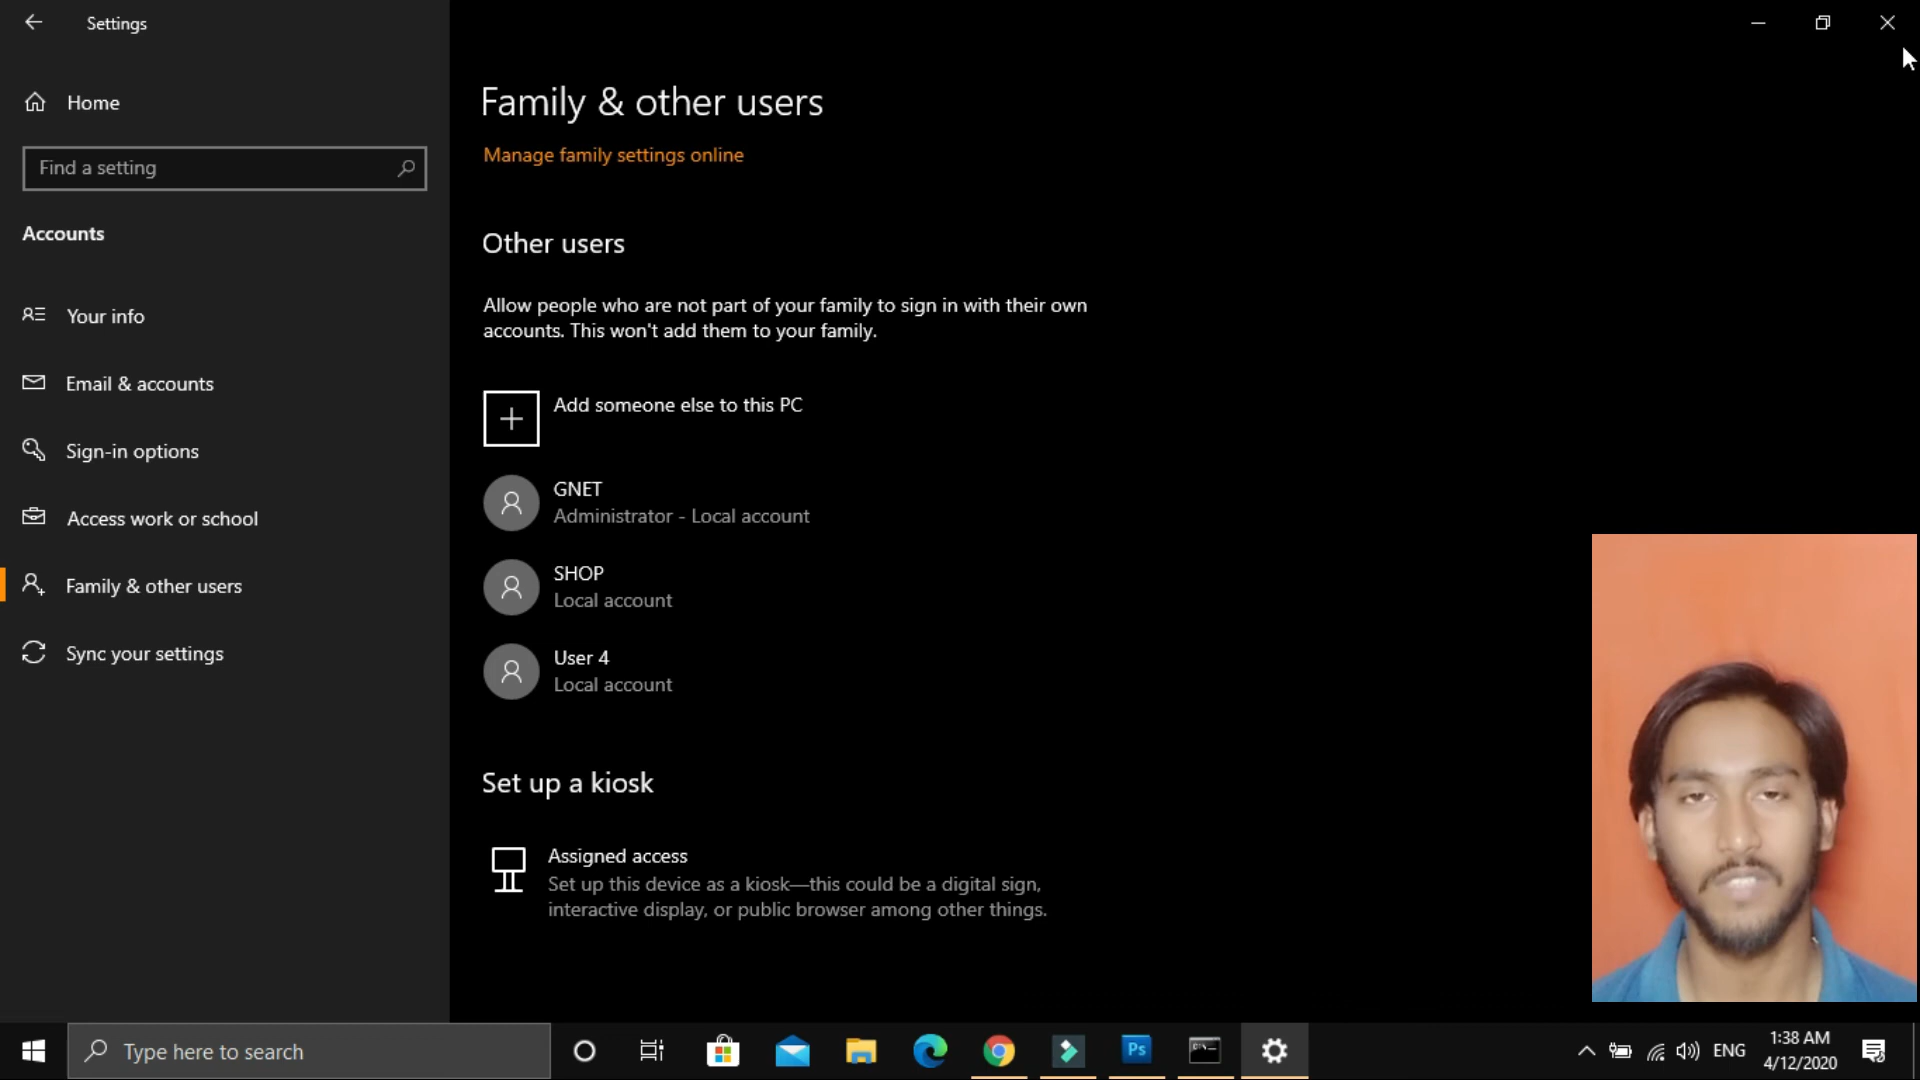 Settings
Home
Find a setting
Accounts
Your info
Email & accounts
Sign-in options
Access work or school
Family & other users
Sync your settings
Family & other users
Manage family settings online
Other users
Allow people who are not part of your family to sign in with their own
accounts. This won't add them to your family.
Add someone else to this PC
GNET
Administrator - Local account
SHOP
Local account
User 4
Local account
Set up a kiosk
Assigned access
Set up this device as a kiosk—this could be a digital sign,
interactive display, or public browser among other things.
Type here to search
Ps
ENG
1:38 AM
4/12/2020